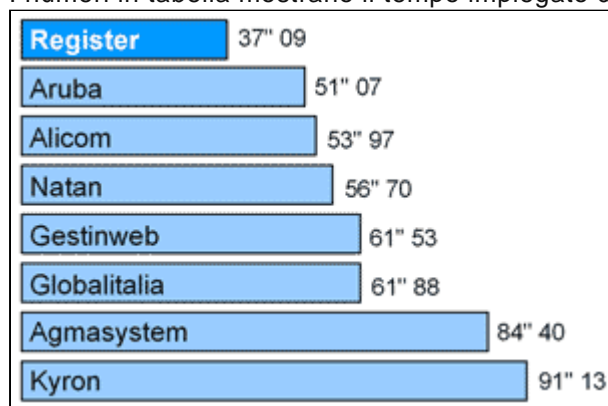 I numeri in tabella mostrano il tempo impiegato
Register 37" 09
Aruba 51" 07
Alicom 53" 97
Natan 56" 70
Gestinweb 61" 53
Globalitalia 61" 88
Agmasystem 84" 40
Kyron 91" 13